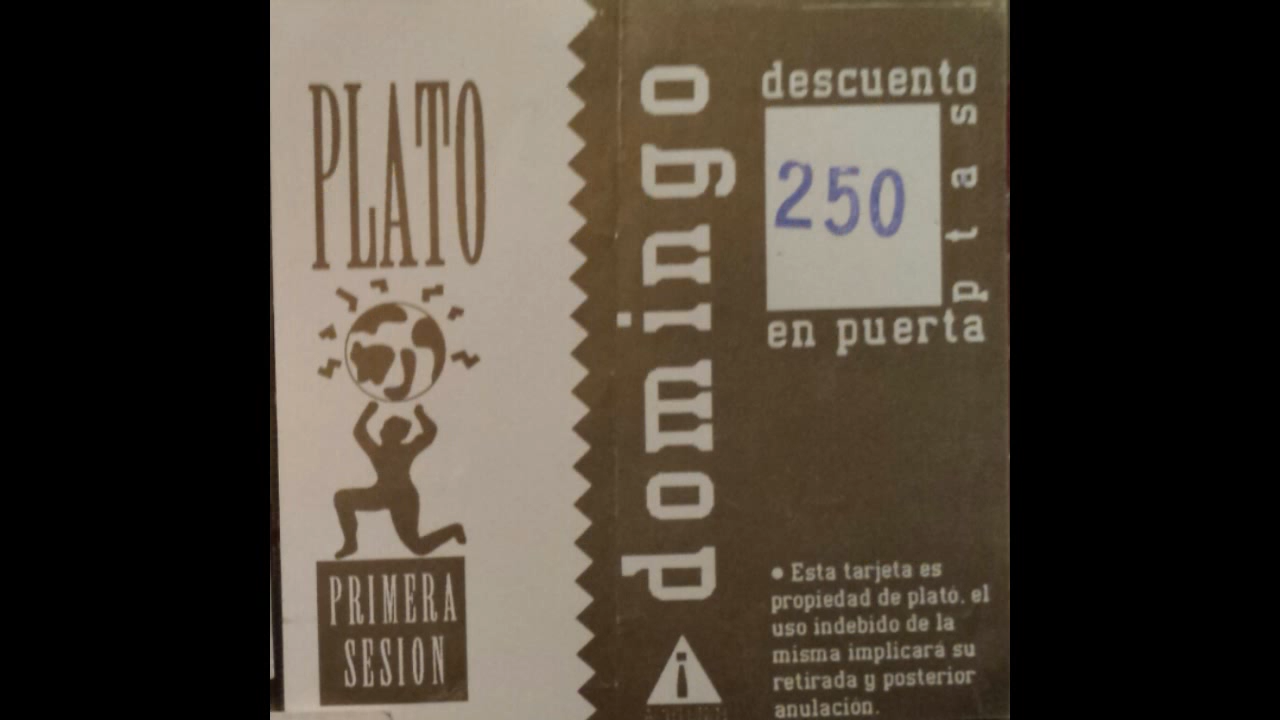 PLATO
PRIMERA
SESION
domingo
descuento
250
ptas
en puerta
• Esta tarjeta es
propiedad de plató, el
uso indebido de la
misma implicará su
retirada y posterior
anulación.